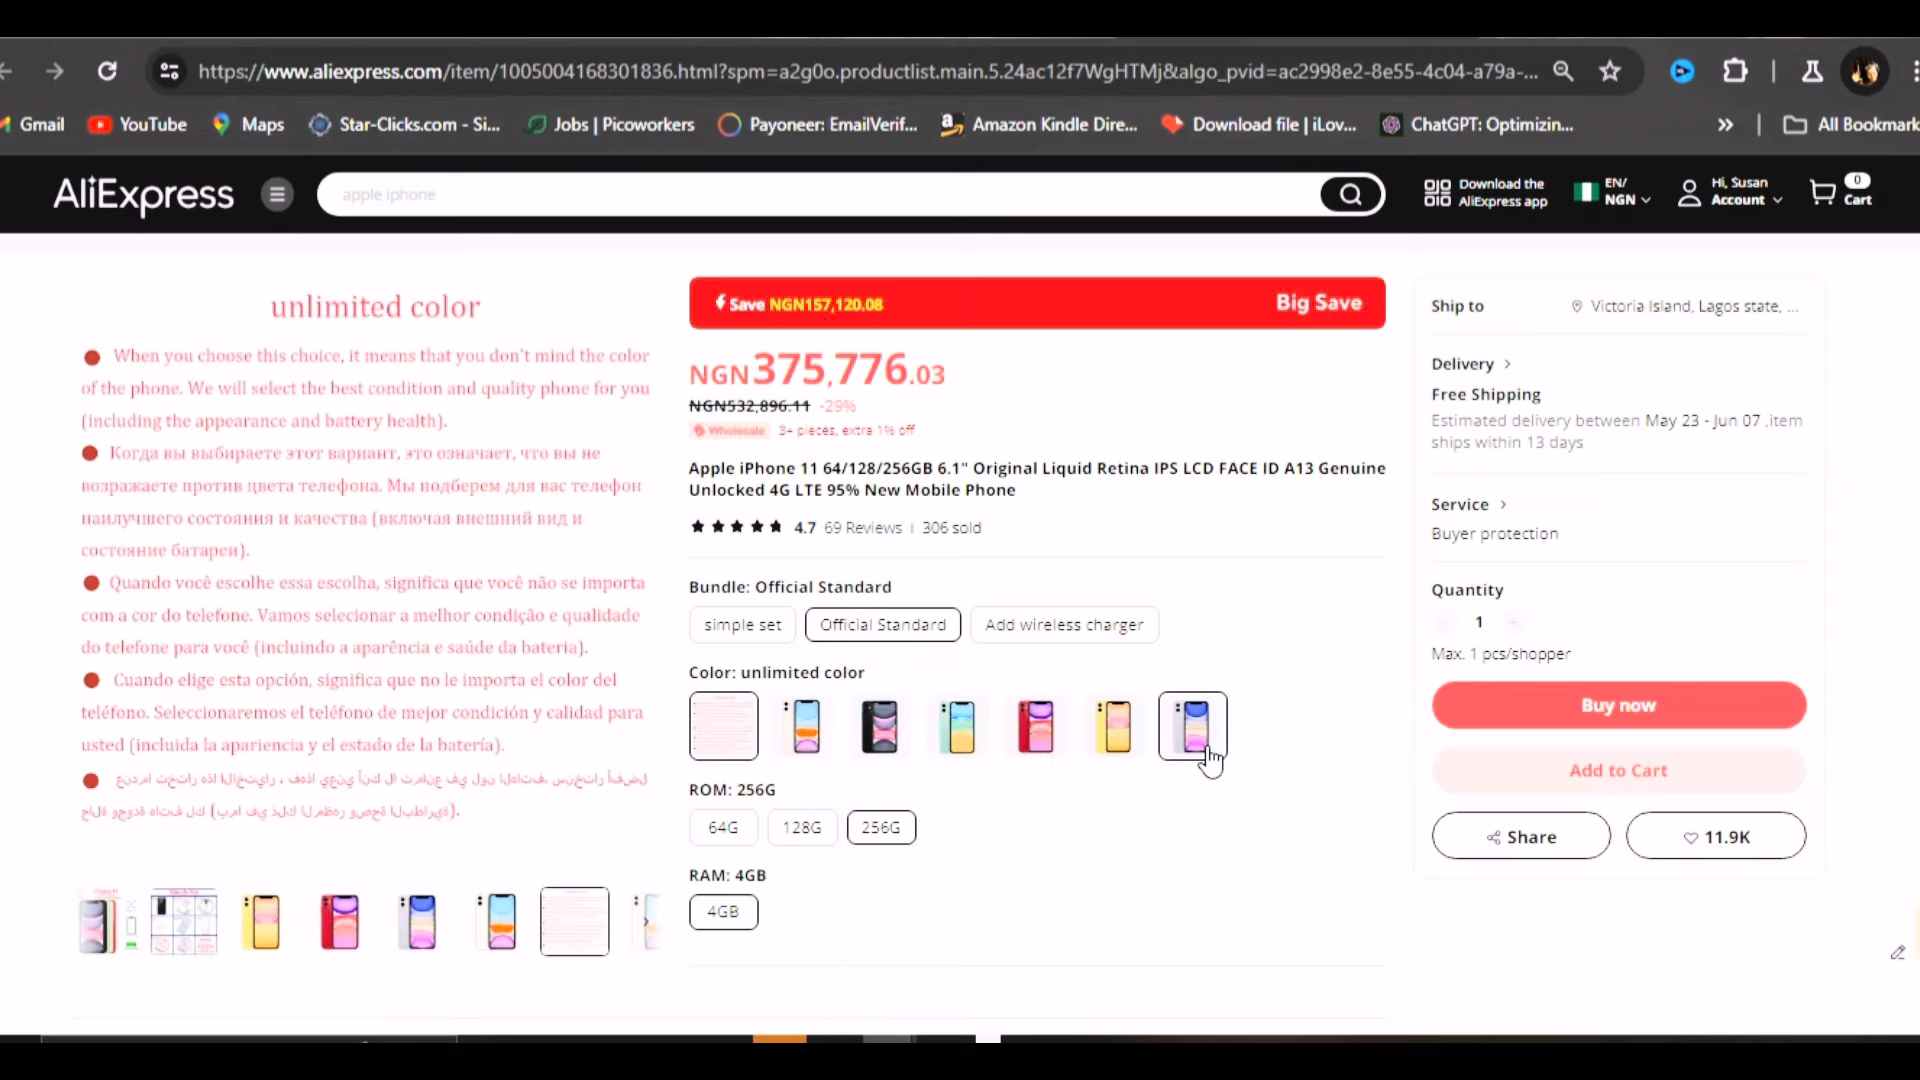 https://www.aliexpress.com/item/1005004168301836.html?spm=a2g0o.productlist.main.5.24ac12f7WgHTMj&algo_pvid=ac2998e2-8e55-4c04-a79a-...
Gmail YouTube Maps Star-Clicks.com - Si... Jobs | Picoworkers Payoneer: EmailVerif... Amazon Kindle Dire... Download file | iLov... ChatGPT: Optimizin... » All Bookmark
AliExpress apple iphone Download the AliExpress app EN/ NGN Hi, Susan Account 0 Cart
unlimited color
When you choose this choice, it means that you don't mind the color
of the phone. We will select the best condition and quality phone for you
(including the appearance and battery health).
Когда вы выбираете этот вариант, это означает, что вы не
возражаете против цвета телефона. Мы подберем для вас телефон
наилучшего состояния и качества (включая внешний вид и
состояние батареи).
Quando você escolhe essa escolha, significa que você não se importa
com a cor do telefone. Vamos selecionar a melhor condição e qualidade
do telefone para você (incluindo a aparência e saúde da bateria).
Cuando elige esta opción, significa que no le importa el color del
teléfono. Seleccionaremos el teléfono de mejor condición y calidad para
usted (incluida la apariencia y el estado de la batería).
Save NGN157,120.08 Big Save
NGN375,776.03
NGN532,896.11 -29%
Wholesale 3+ pieces, extra 1% off
Apple iPhone 11 64/128/256GB 6.1" Original Liquid Retina IPS LCD FACE ID A13 Genuine
Unlocked 4G LTE 95% New Mobile Phone
4.7 69 Reviews | 306 sold
Bundle: Official Standard
simple set Official Standard Add wireless charger
Color: unlimited color
ROM: 256G
64G 128G 256G
RAM: 4GB
4GB
Ship to Victoria Island, Lagos state, ...
Delivery >
Free Shipping
Estimated delivery between May 23 - Jun 07 ,item
ships within 13 days
Service >
Buyer protection
Quantity
- 1 +
Max. 1 pcs/shopper
Buy now
Add to Cart
Share 11.9K